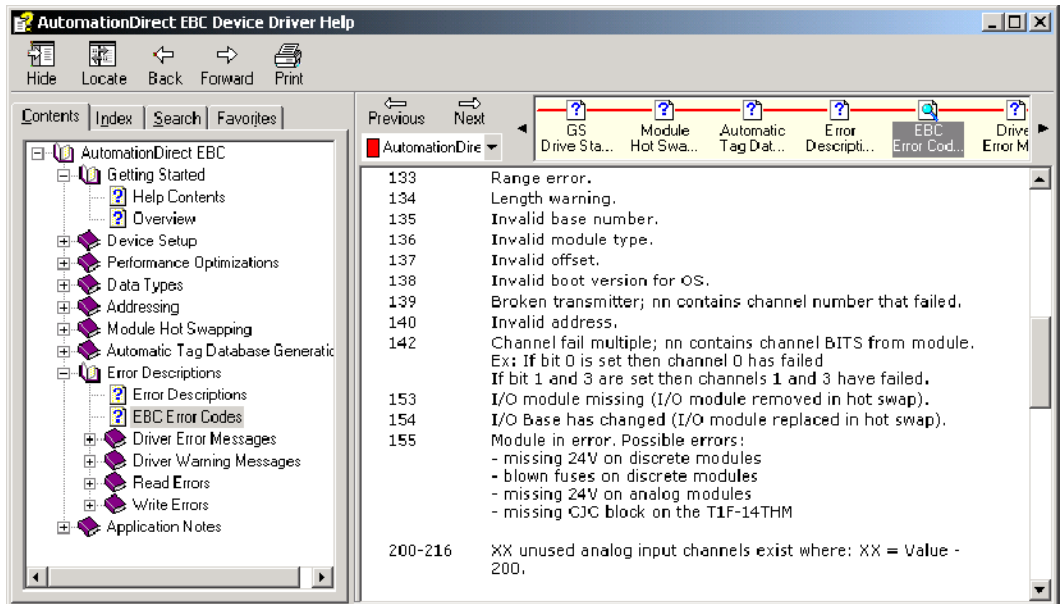 AutomationDirect EBC Device Driver Help
Hide Locate Back Forward Print
Contents Index Search Favorites
AutomationDirect EBC
Getting Started
Help Contents
Overview
Device Setup
Performance Optimizations
Data Types
Addressing
Module Hot Swapping
Automatic Tag Database Generatic
Error Descriptions
Error Descriptions
EBC Error Codes
Driver Error Messages
Driver Warning Messages
Read Errors
Write Errors
Application Notes
Previous Next
AutomationDire
GS Drive Sta...
Module Hot Swa...
Automatic Tag Dat...
Error Descripti...
EBC Error Cod...
Drive Error M
133 Range error.
134 Length warning.
135 Invalid base number.
136 Invalid module type.
137 Invalid offset.
138 Invalid boot version for OS.
139 Broken transmitter; nn contains channel number that failed.
140 Invalid address.
142 Channel fail multiple; nn contains channel BITS from module.
Ex: If bit 0 is set then channel 0 has failed
If bit 1 and 3 are set then channels 1 and 3 have failed.
153 I/O module missing (I/O module removed in hot swap).
154 I/O Base has changed (I/O module replaced in hot swap).
155 Module in error. Possible errors:
- missing 24V on discrete modules
- blown fuses on discrete modules
- missing 24V on analog modules
- missing CJC block on the T1F-14THM
200-216 XX unused analog input channels exist where: XX = Value -
200.